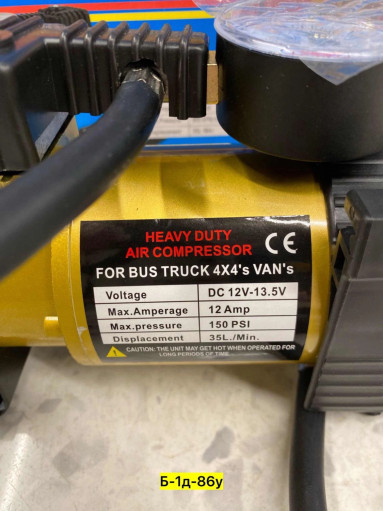 HEAVY DUTY
AIR COMPRESSOR CE
FOR BUS TRUCK 4X4's VAN's
Voltage DC 12V-13.5V
Max.Amperage 12 Amp
Max.pressure 150 PSI
Displacement 35L./Min.
CAUTION: THE UNIT MAY GET HOT WHEN OPERATED FOR
LONG PERIODS OF TIME.
Б-1д-86у